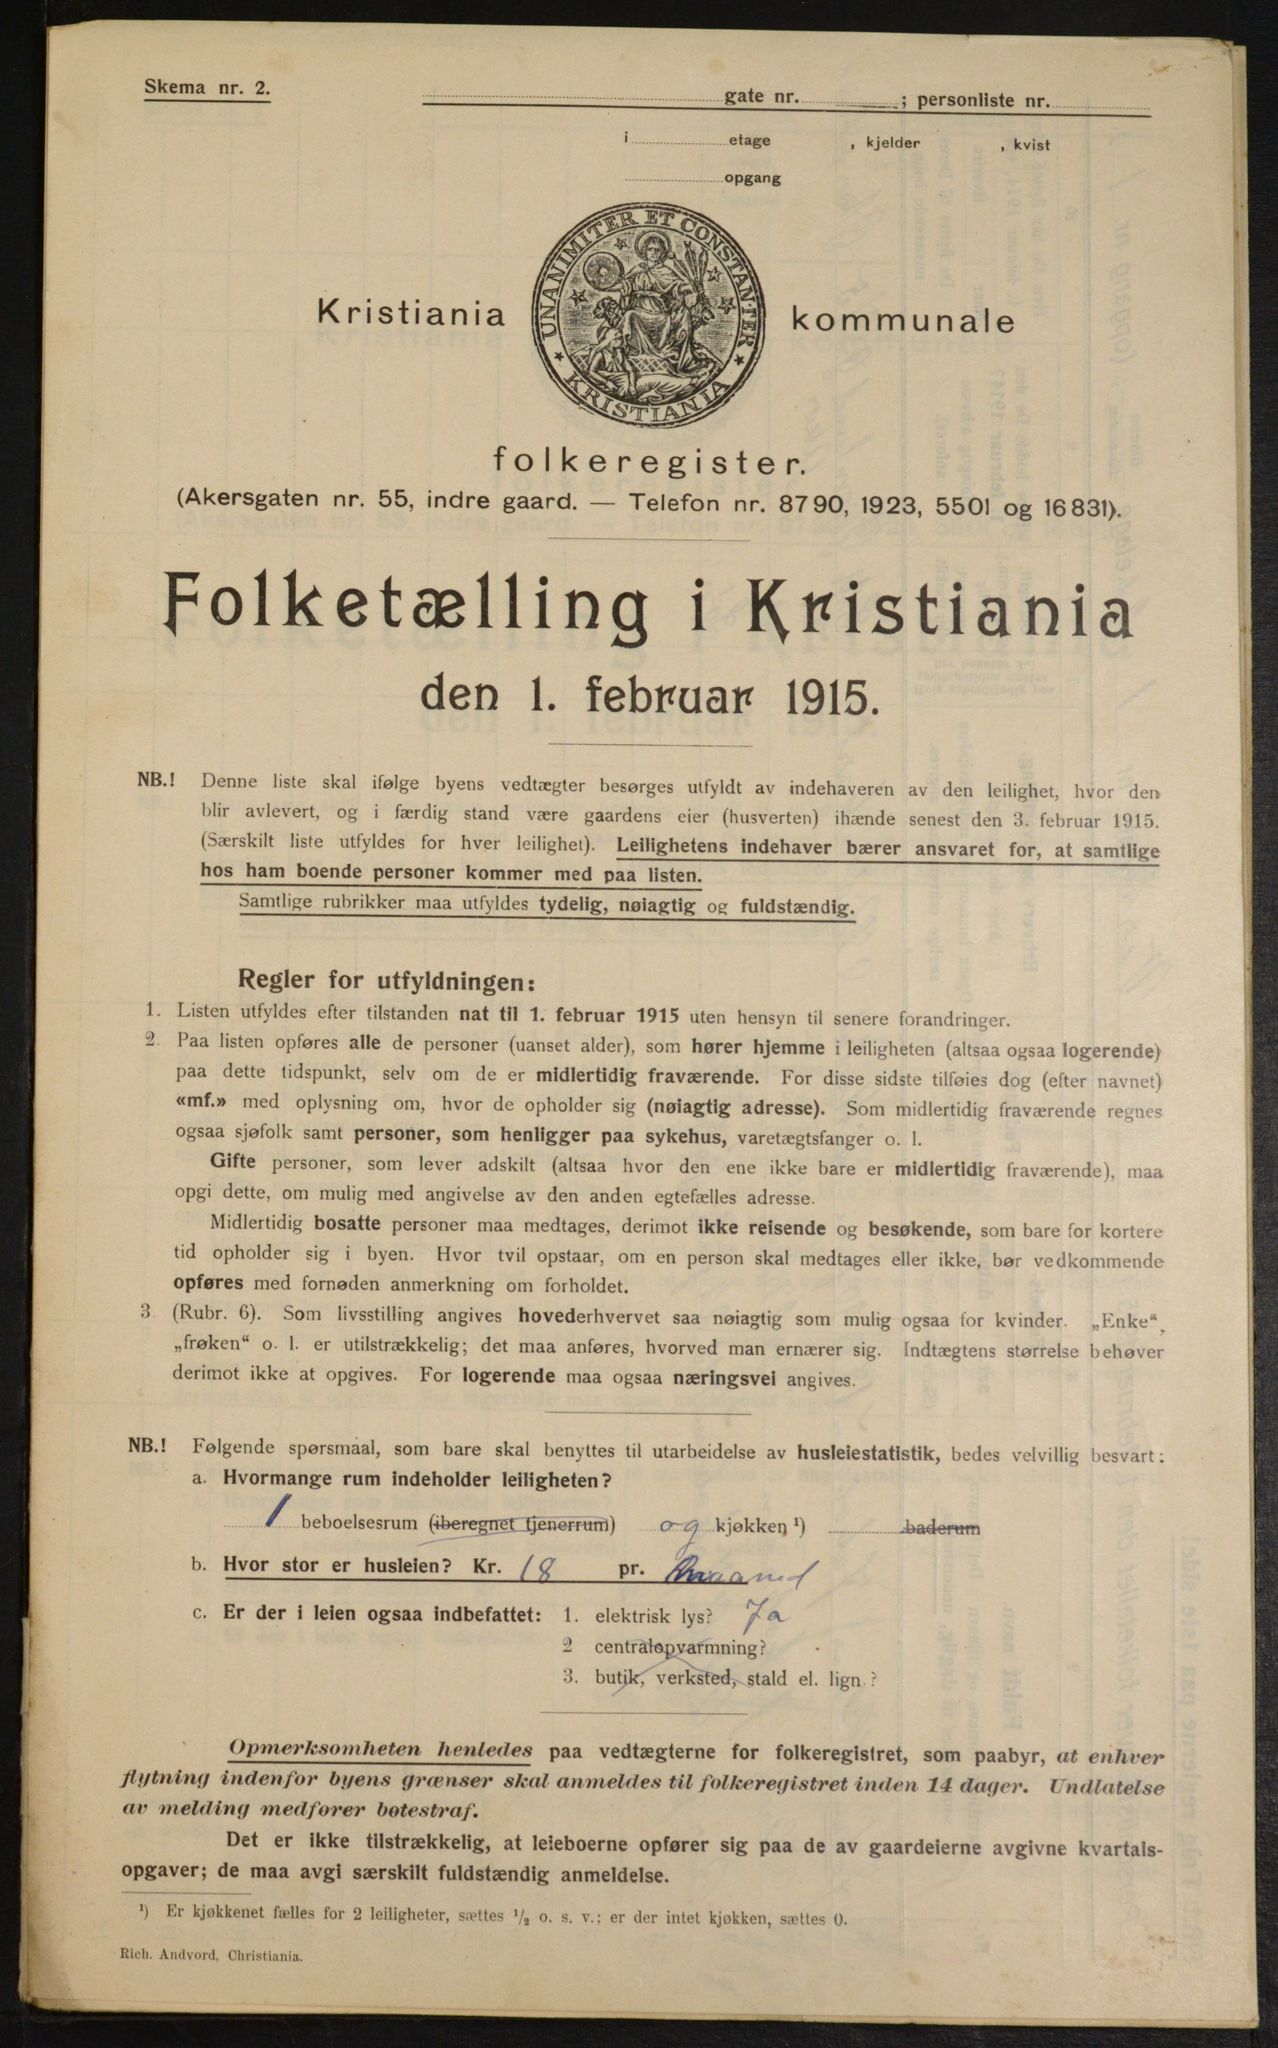 Skema nr. 2.
gate nr. ; personliste nr.
i etage , kjelder , kvist
opgang
UNANIMITER ET CONSTANTER
KRISTIANIA
Kristiania kommunale
folkeregister.
(Akersgaten nr. 55, indre gaard. — Telefon nr. 8790, 1923, 5501 og 16831).
Folketælling i Kristiania
den 1. februar 1915.
NB.! Denne liste skal ifølge byens vedtægter besørges utfyldt av indehaveren av den leilighet, hvor den
blir avlevert, og i færdig stand være gaardens eier (husverten) ihænde senest den 3. februar 1915.
(Særskilt liste utfyldes for hver leilighet). Leilighetens indehaver bærer ansvaret for, at samtlige
hos ham boende personer kommer med paa listen.
Samtlige rubrikker maa utfyldes tydelig, nøiagtig og fuldstændig.
Regler for utfyldningen:
1. Listen utfyldes efter tilstanden nat til 1. februar 1915 uten hensyn til senere forandringer.
2. Paa listen opføres alle de personer (uanset alder), som hører hjemme i leiligheten (altsaa ogsaa logerende)
paa dette tidspunkt, selv om de er midlertidig fraværende. For disse sidste tilføies dog (efter navnet)
«mf.» med oplysning om, hvor de opholder sig (nøiagtig adresse). Som midlertidig fraværende regnes
ogsaa sjøfolk samt personer, som henligger paa sykehus, varetægtsfanger o. l.
Gifte personer, som lever adskilt (altsaa hvor den ene ikke bare er midlertidig fraværende), maa
opgi dette, om mulig med angivelse av den anden egtefælles adresse.
Midlertidig bosatte personer maa medtages, derimot ikke reisende og besøkende, som bare for kortere
tid opholder sig i byen. Hvor tvil opstaar, om en person skal medtages eller ikke, bør vedkommende
opføres med fornøden anmerkning om forholdet.
3. (Rubr. 6). Som livsstilling angives hovederhvervet saa nøiagtig som mulig ogsaa for kvinder. „Enke“,
„frøken“ o. l. er utilstrækkelig; det maa anføres, hvorved man ernærer sig. Indtægtens størrelse behøver
derimot ikke at opgives. For logerende maa ogsaa næringsvei angives.
NB.! Følgende spørsmaal, som bare skal benyttes til utarbeidelse av husleiestatistik, bedes velvillig besvart:
a. Hvormange rum indeholder leiligheten?
1 beboelsesrum (iberegnet tjenerrum) og kjøkken ¹) baderum
b. Hvor stor er husleien? Kr. 18 pr. Maaned
c. Er der i leien ogsaa indbefattet: 1. elektrisk lys? Ja
2 centralopvarmning?
3. butik, verksted, stald el. lign.?
Opmerksomheten henledes paa vedtægterne for folkeregistret, som paabyr, at enhver
flytning indenfor byens grænser skal anmeldes til folkeregistret inden 14 dager. Undlatelse
av melding medfører bøtestraf.
Det er ikke tilstrækkelig, at leieboerne opfører sig paa de av gaardeierne avgivne kvartals-
opgaver; de maa avgi særskilt fuldstændig anmeldelse.
¹) Er kjøkkenet fælles for 2 leiligheter, sættes ½ o. s. v.; er der intet kjøkken, sættes 0.
Rich. Andvord, Christiania.